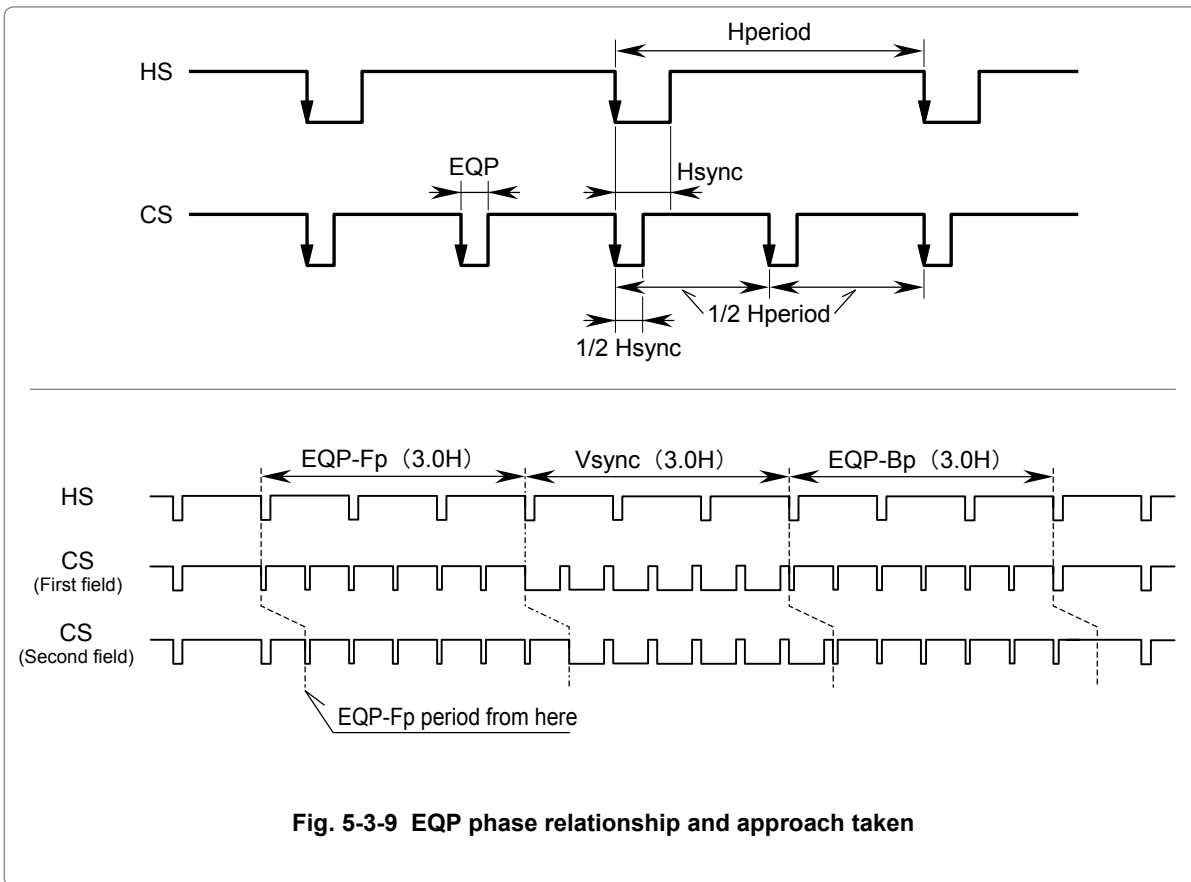 Hperiod
HS
EQP
Hsync
CS
1/2 Hperiod
1/2 Hsync
EQP-Fp（3.0H）
Vsync（3.0H）
EQP-Bp（3.0H）
HS
CS
(First field)
CS
(Second field)
EQP-Fp period from here
Fig. 5-3-9 EQP phase relationship and approach taken